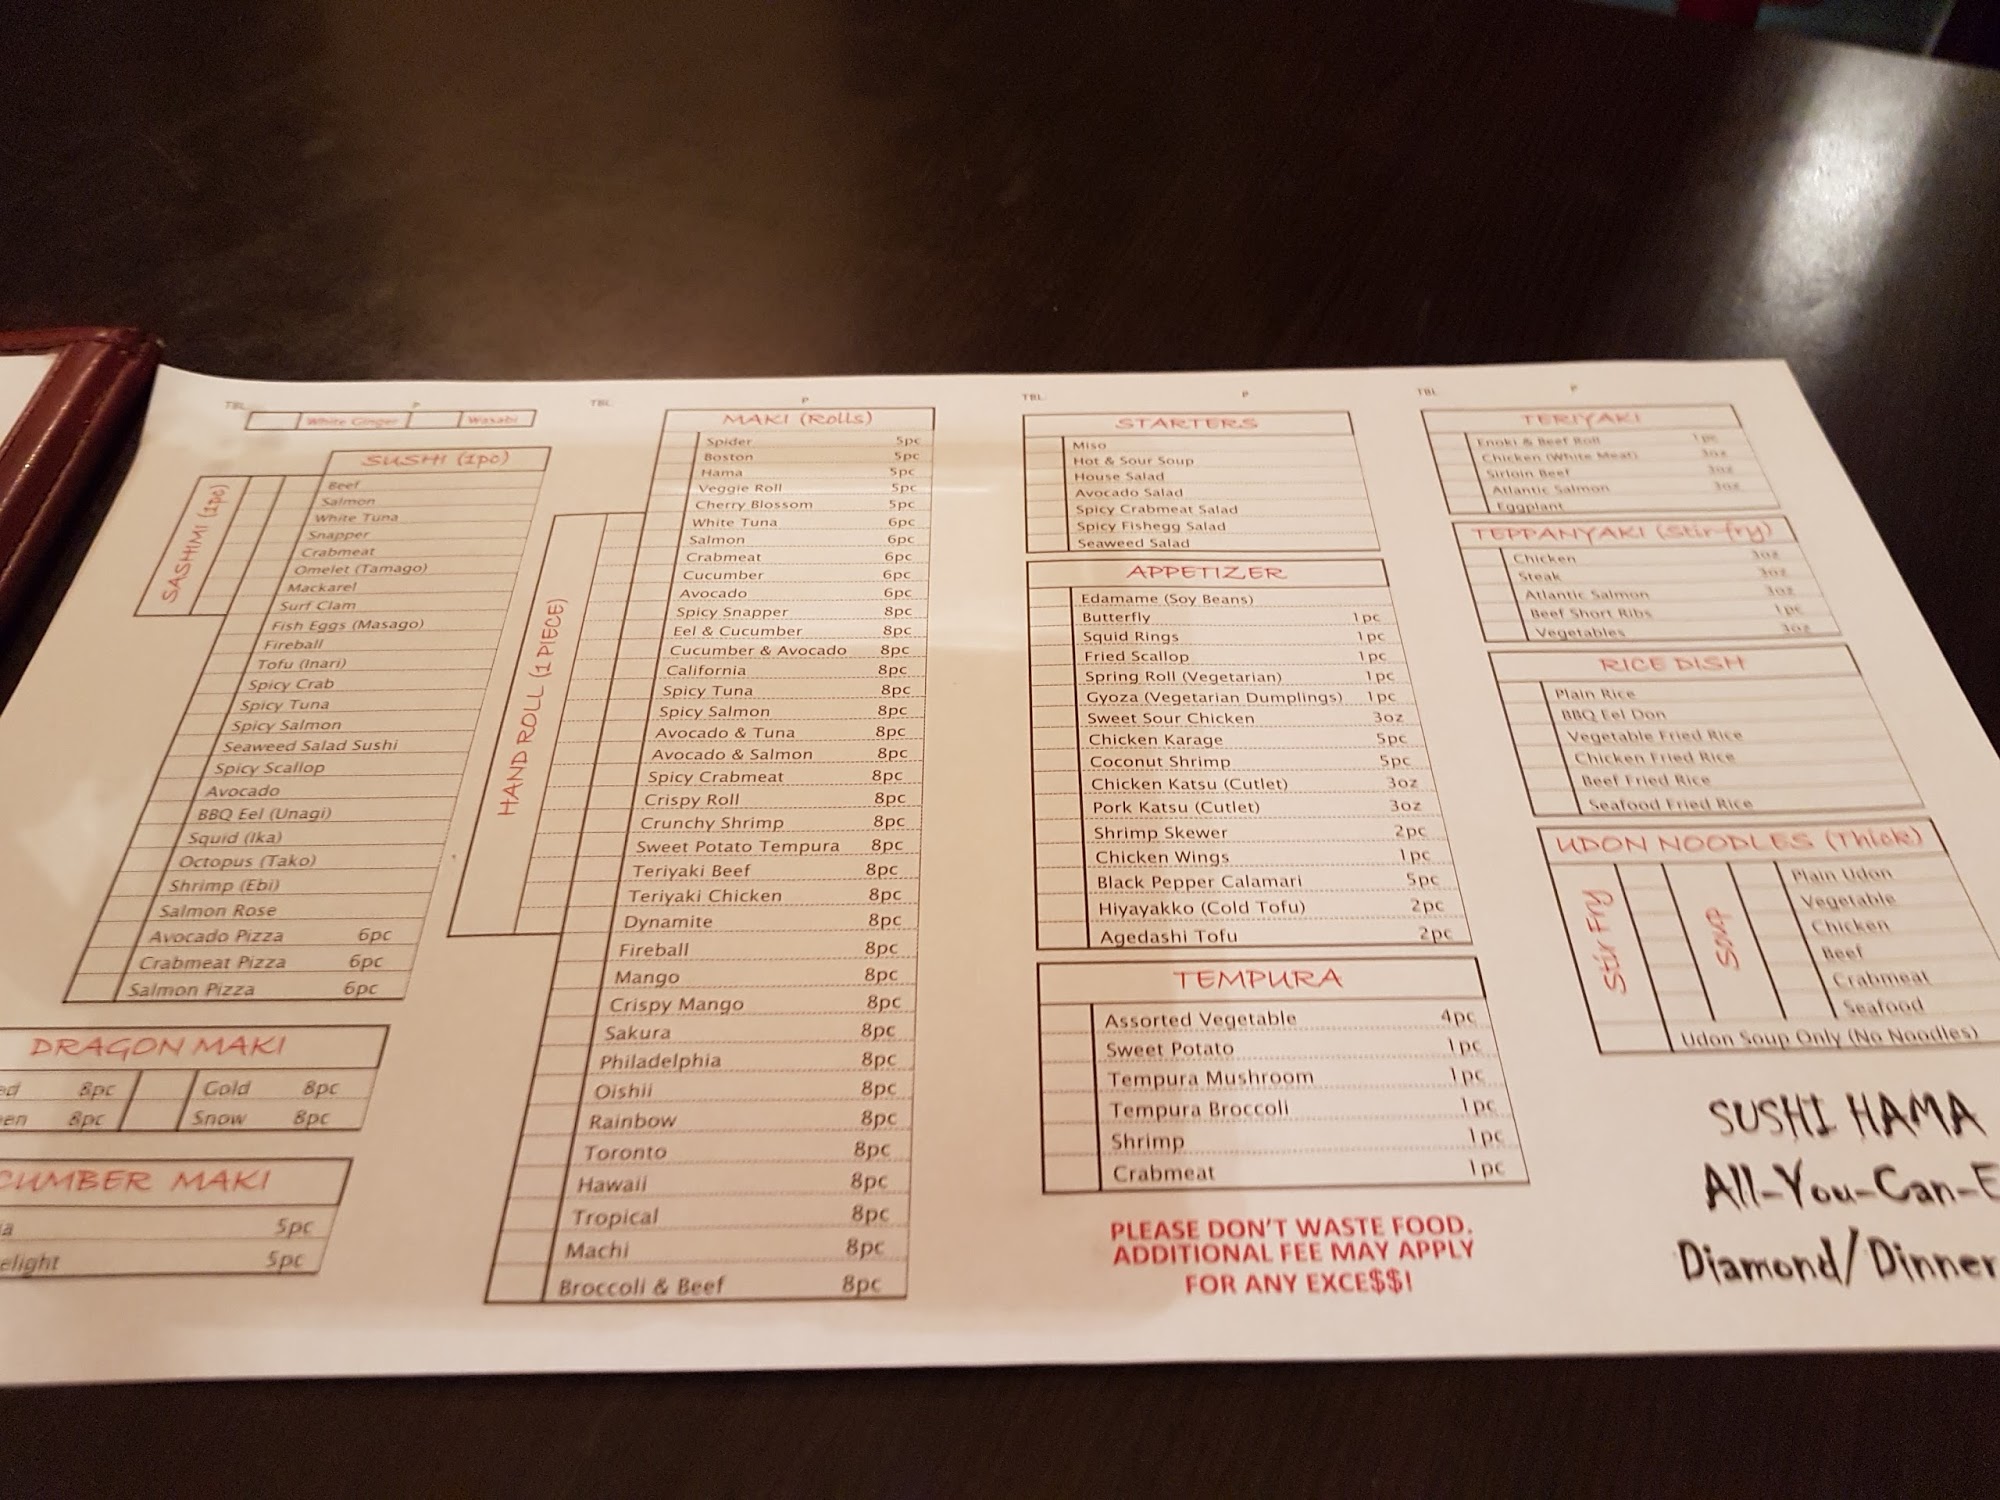 TBL P
White Ginger Wasabi
SUSHI (1pc)
SASHIMI (1pc)
Beef
Salmon
White Tuna
Snapper
Crabmeat
Omelet (Tamago)
Mackarel
Surf Clam
Fish Eggs (Masago)
Fireball
Tofu (Inari)
Spicy Crab
Spicy Tuna
Spicy Salmon
Seaweed Salad Sushi
Spicy Scallop
Avocado
BBQ Eel (Unagi)
Squid (Ika)
Octopus (Tako)
Shrimp (Ebi)
Salmon Rose
Avocado Pizza 6pc
Crabmeat Pizza 6pc
Salmon Pizza 6pc
DRAGON MAKI
ed 8pc Gold 8pc
en 8pc Snow 8pc
CUMBER MAKI
a 5pc
elight 5pc
TBL P
MAKI (Rolls)
HAND ROLL (1 PIECE)
Spider 5pc
Boston 5pc
Hama 5pc
Veggie Roll 5pc
Cherry Blossom 5pc
White Tuna 6pc
Salmon 6pc
Crabmeat 6pc
Cucumber 6pc
Avocado 6pc
Spicy Snapper 8pc
Eel & Cucumber 8pc
Cucumber & Avocado 8pc
California 8pc
Spicy Tuna 8pc
Spicy Salmon 8pc
Avocado & Tuna 8pc
Avocado & Salmon 8pc
Spicy Crabmeat 8pc
Crispy Roll 8pc
Crunchy Shrimp 8pc
Sweet Potato Tempura 8pc
Teriyaki Beef 8pc
Teriyaki Chicken 8pc
Dynamite 8pc
Fireball 8pc
Mango 8pc
Crispy Mango 8pc
Sakura 8pc
Philadelphia 8pc
Oishii 8pc
Rainbow 8pc
Toronto 8pc
Hawaii 8pc
Tropical 8pc
Machi 8pc
Broccoli & Beef 8pc
TBL P
STARTERS
Miso
Hot & Sour Soup
House Salad
Avocado Salad
Spicy Crabmeat Salad
Spicy Fishegg Salad
Seaweed Salad
APPETIZER
Edamame (Soy Beans)
Butterfly 1pc
Squid Rings 1pc
Fried Scallop 1pc
Spring Roll (Vegetarian) 1pc
Gyoza (Vegetarian Dumplings) 1pc
Sweet Sour Chicken 3oz
Chicken Karage 5pc
Coconut Shrimp 5pc
Chicken Katsu (Cutlet) 3oz
Pork Katsu (Cutlet) 3oz
Shrimp Skewer 2pc
Chicken Wings 1pc
Black Pepper Calamari 5pc
Hiyayakko (Cold Tofu) 2pc
Agedashi Tofu 2pc
TEMPURA
Assorted Vegetable 4pc
Sweet Potato 1pc
Tempura Mushroom 1pc
Tempura Broccoli 1pc
Shrimp 1pc
Crabmeat 1pc
PLEASE DON'T WASTE FOOD.
ADDITIONAL FEE MAY APPLY
FOR ANY EXCE$$!
TBL P
TERIYAKI
Enoki & Beef Roll 1pc
Chicken (White Meat) 3oz
Sirloin Beef 3oz
Atlantic Salmon 3oz
Eggplant
TEPPANYAKI (Stir-fry)
Chicken 3oz
Steak 3oz
Atlantic Salmon 3oz
Beef Short Ribs 1pc
Vegetables 3oz
RICE DISH
Plain Rice
BBQ Eel Don
Vegetable Fried Rice
Chicken Fried Rice
Beef Fried Rice
Seafood Fried Rice
UDON NOODLES (Thick)
Stir Fry
Soup
Plain Udon
Vegetable
Chicken
Beef
Crabmeat
Seafood
Udon Soup Only (No Noodles)
SUSHI HAMA
All-You-Can-E
Diamond/Dinner